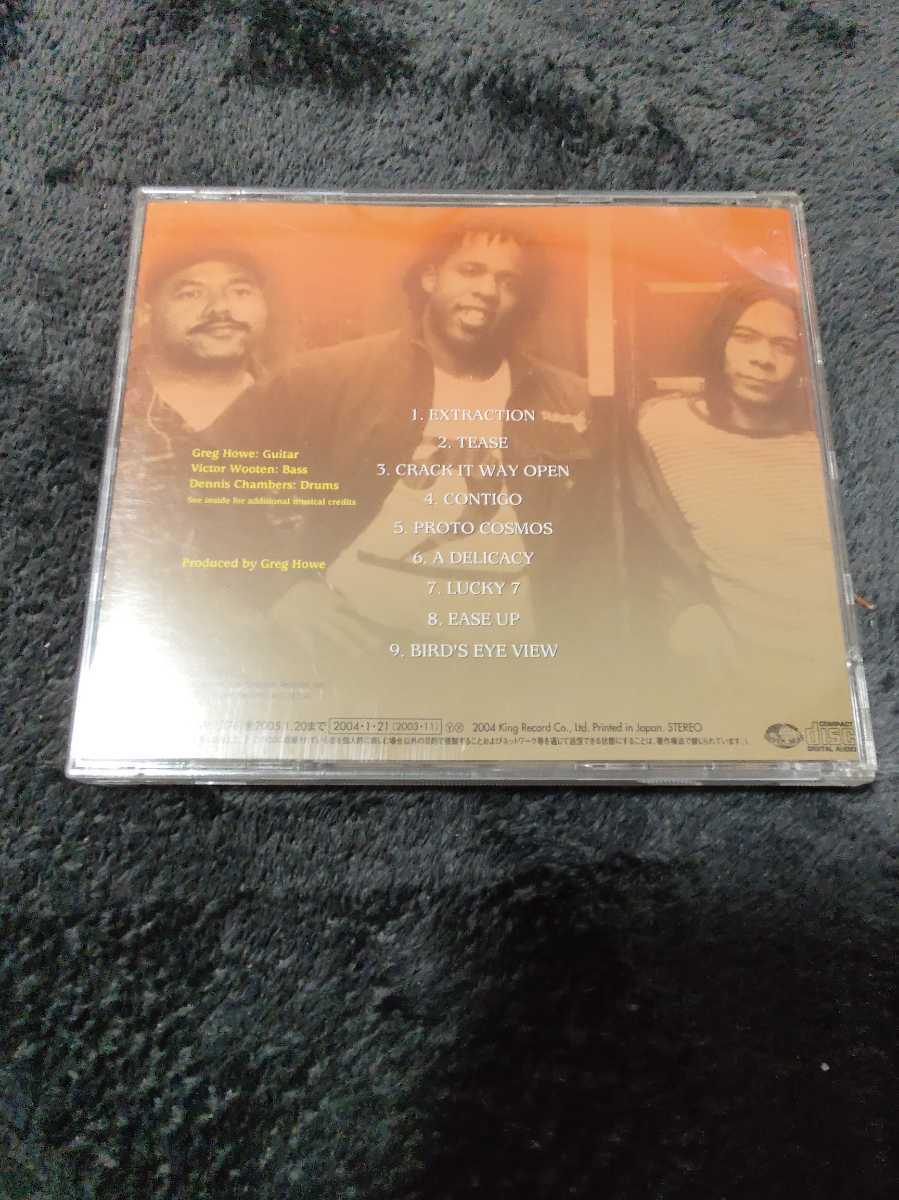 1. EXTRACTION
2. TEASE
3. CRACK IT WAY OPEN
4. CONTIGO
5. PROTO COSMOS
6. A DELICACY
7. LUCKY 7
8. EASE UP
9. BIRD'S EYE VIEW
Greg Howe: Guitar
Victor Wooten: Bass
Dennis Chambers: Drums
See inside for additional musical credits
Produced by Greg Howe
2005.1.20まで 2004・1・21 (2003・11) 2004 King Record Co., Ltd. Printed in Japan. STEREO
COMPACT
disc
DIGITAL AUDIO